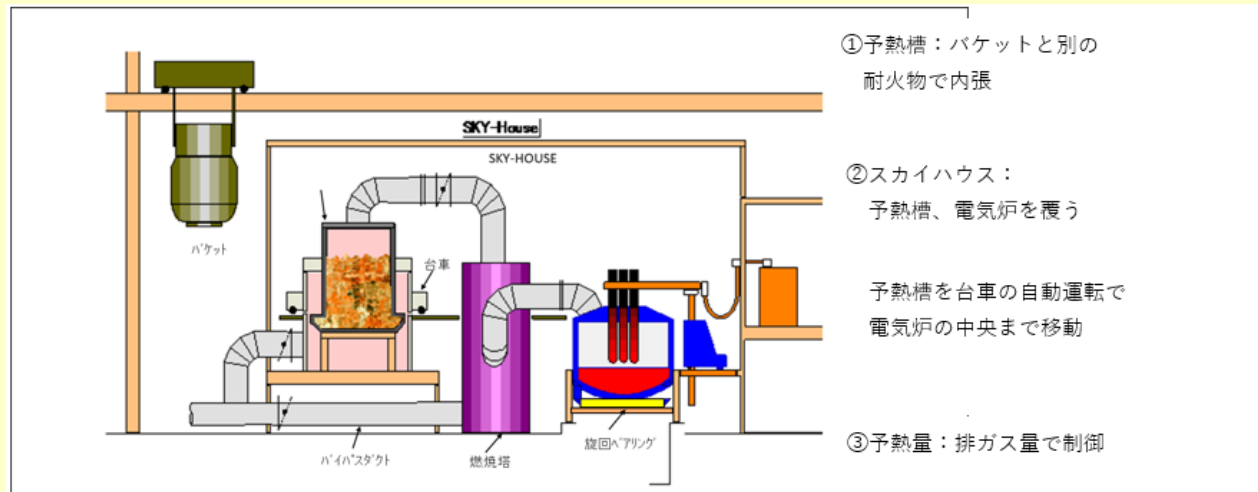 ①予熱槽：バケットと別の
耐火物で内張
SKY-House
SKY-HOUSE
②スカイハウス：
予熱槽、電気炉を覆う
ﾊﾞｹｯﾄ
台車
予熱槽を台車の自動運転で
電気炉の中央まで移動
旋回ﾍﾞｱﾘﾝｸﾞ
ﾊﾞｲﾊﾟｽﾀﾞｸﾄ
燃焼塔
③予熱量：排ガス量で制御